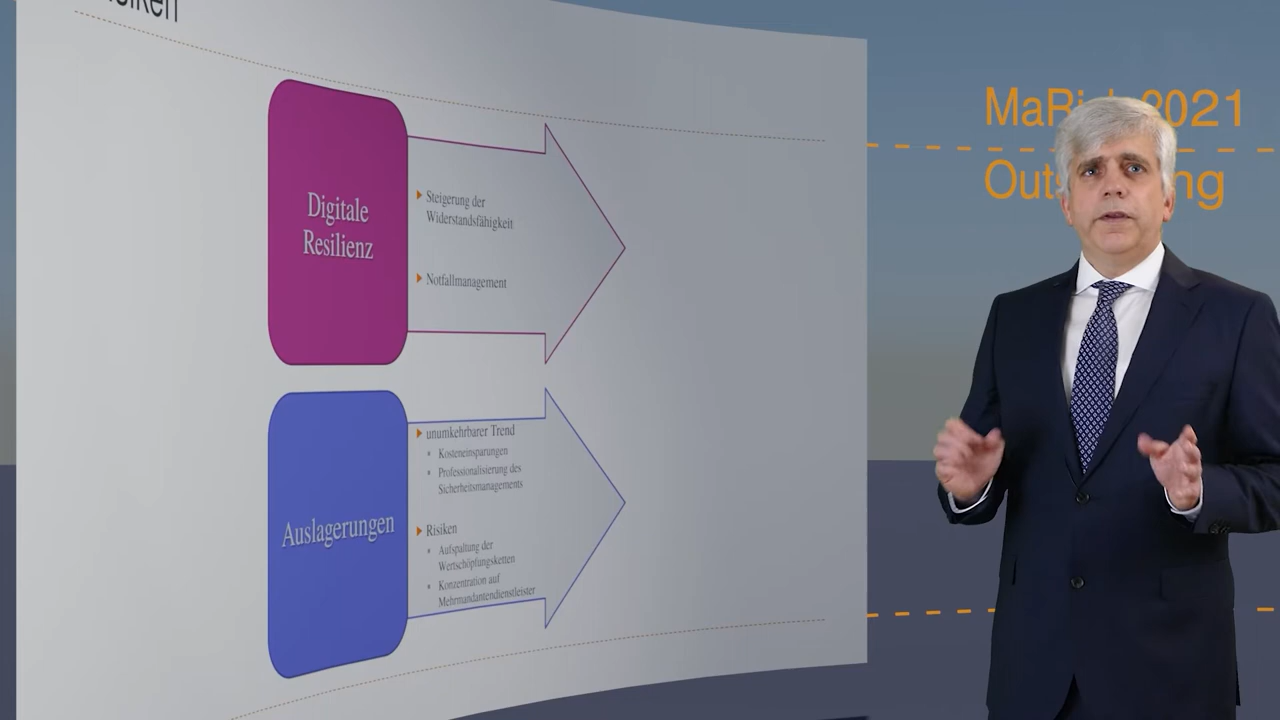 Digitale
Resilienz
Steigerung der
Widerstandsfähigkeit
Notfallmanagement
Auslagerungen
unumkehrbarer Trend
Kosteneinsparungen
Professionalisierung des
Sicherheitsmanagements
Risiken
Aufspaltung der
Wertschöpfungsketten
Konzentration auf
Mehrmandantendienstleister
2021